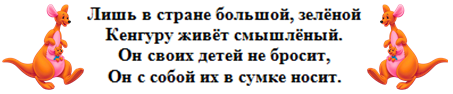 Лишь в стране большой, зелёной
Кенгуру живёт смышлёный.
Он своих детей не бросит,
Он с собой их в сумке носит.